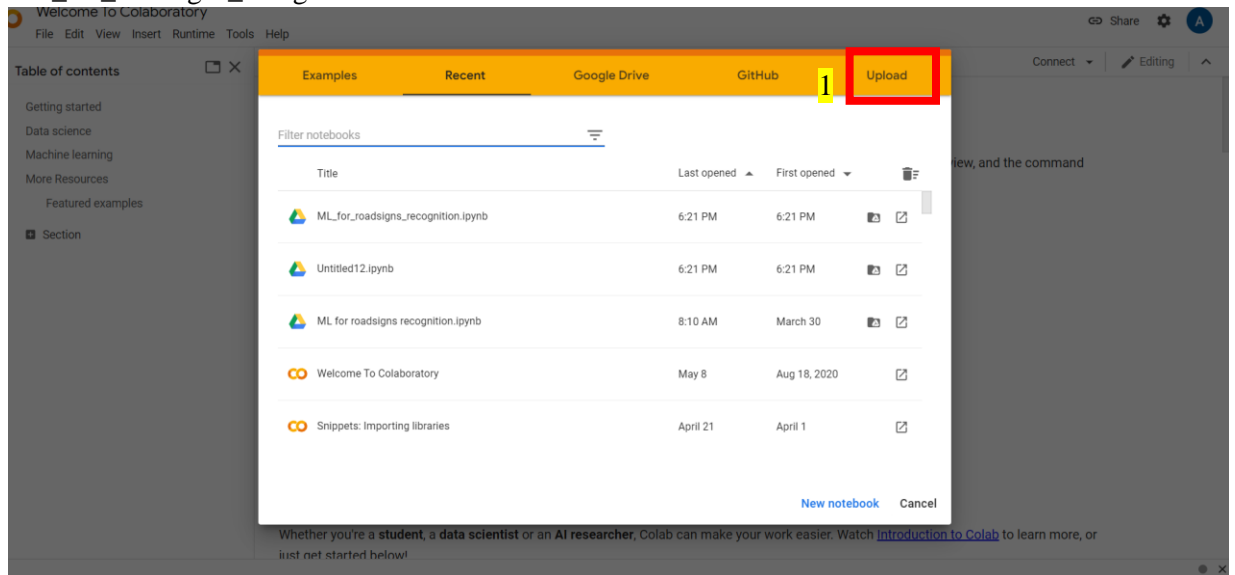 Welcome To Colaboratory
Share
A
File Edit View Insert Runtime Tools Help
Table of contents
Connect
Editing
Getting started
Data science
Machine learning
More Resources
Featured examples
Section
Examples Recent Google Drive GitHub 1 Upload
Filter notebooks
Title Last opened First opened
ML_for_roadsigns_recognition.ipynb 6:21 PM 6:21 PM
Untitled12.ipynb 6:21 PM 6:21 PM
ML for roadsigns recognition.ipynb 8:10 AM March 30
Welcome To Colaboratory May 8 Aug 18, 2020
Snippets: Importing libraries April 21 April 1
New notebook Cancel
view, and the command
Whether you're a student, a data scientist or an AI researcher, Colab can make your work easier. Watch Introduction to Colab to learn more, or
just get started below!